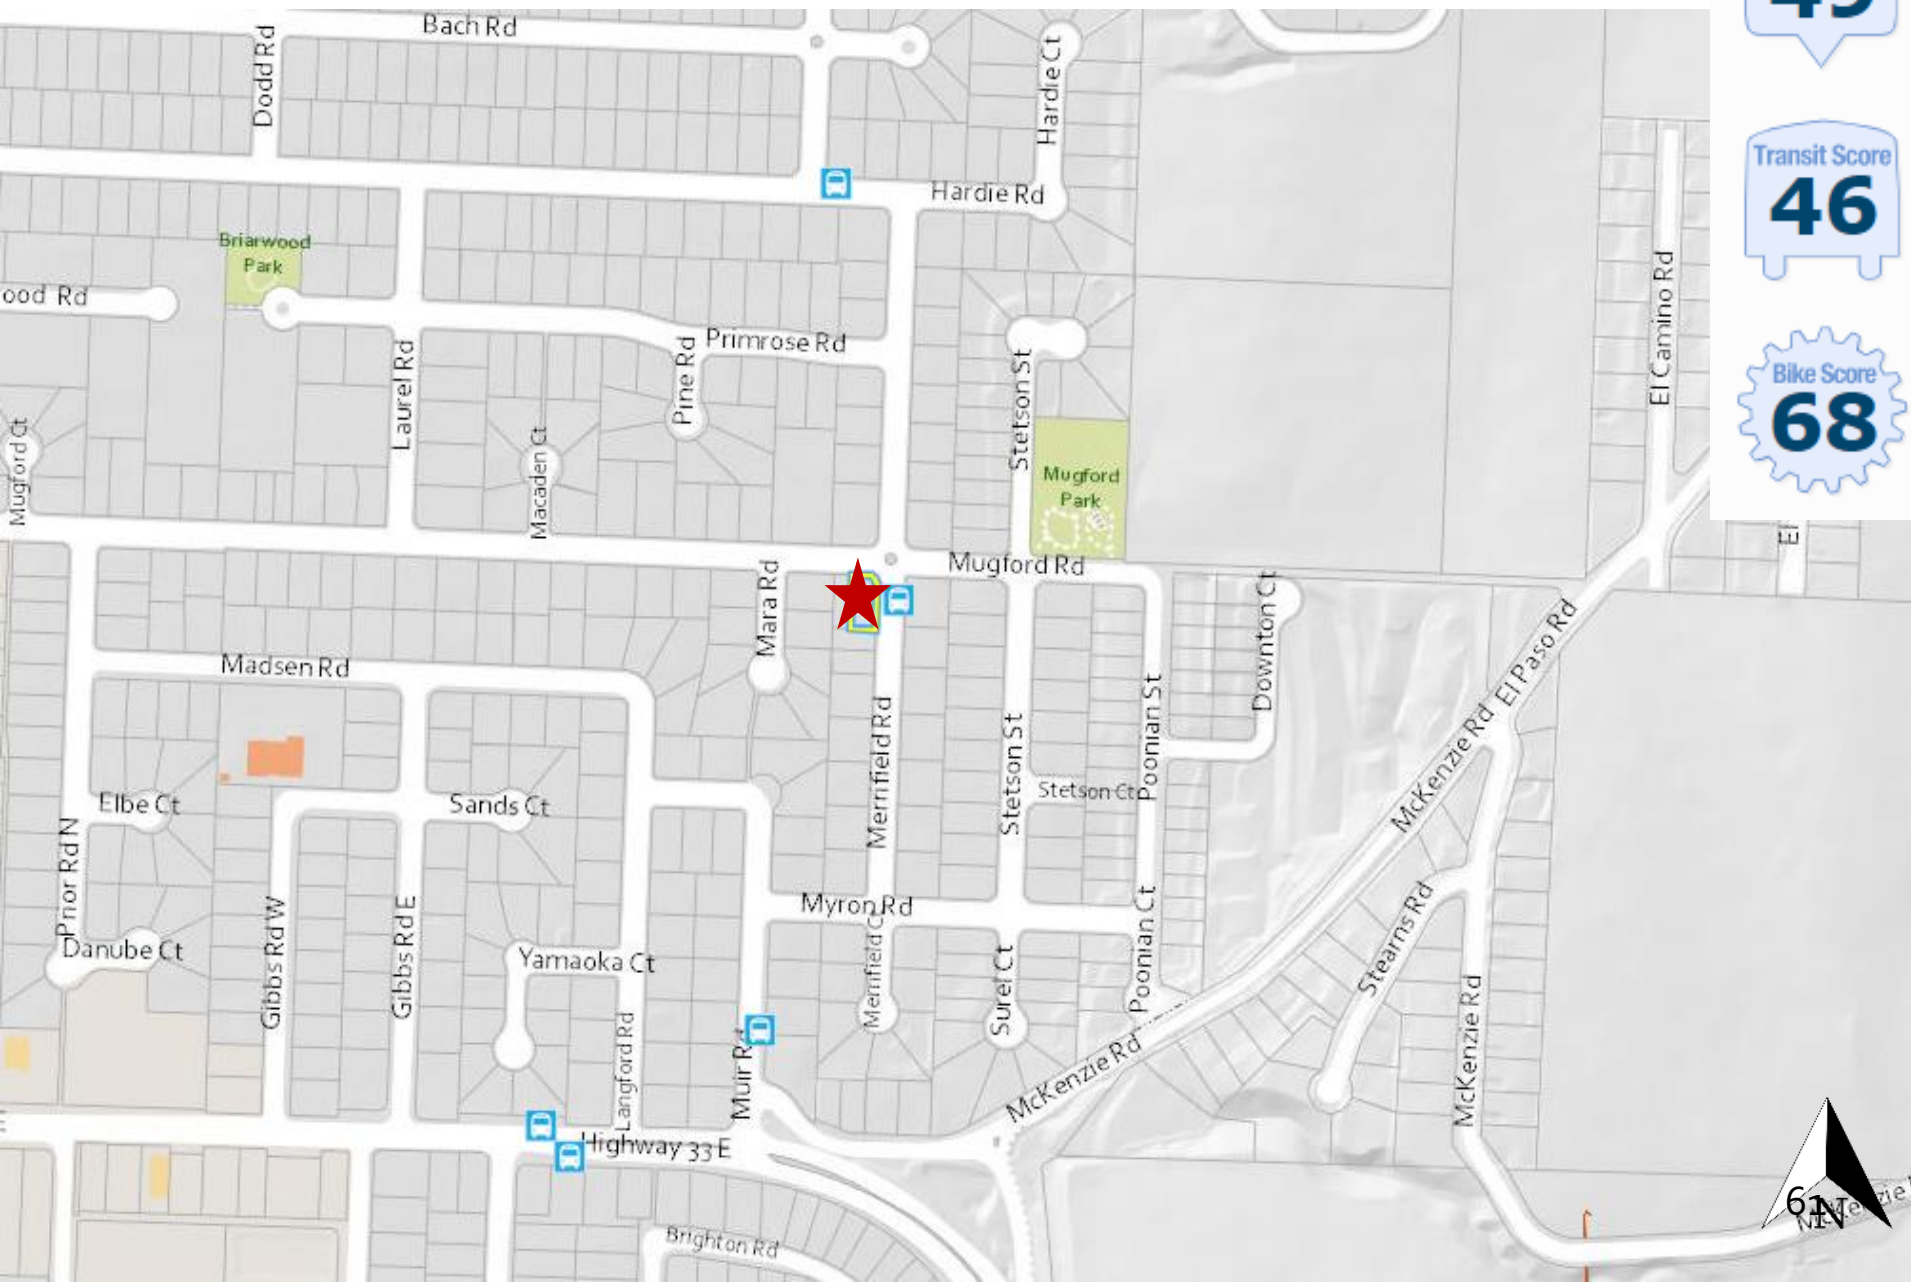 Bach Rd
Dodd Rd
Hardie Ct
Hardie Rd
Briarwood
Park
ood Rd
Primrose Rd
Pine Rd
Laurel Rd
Macaden Ct
Mugford Ct
Stetson St
Mugford
Park
Mugford Rd
Mara Rd
El Camino Rd
El Paso Rd
McKenzie Rd
Downton Ct
Madsen Rd
Merrifield Rd
Stetson St
Stetson Ct
Poonian St
Elbe Ct
Sands Ct
Prior Rd N
Danube Ct
Gibbs Rd W
Gibbs Rd E
Yamaoka Ct
Langford Rd
Muir Rd
Myron Rd
Merrifield Ct
Surel Ct
Poonian Ct
McKenzie Rd
Stearns Rd
McKenzie Rd
Highway 33 E
Brighton Rd
49
Transit Score
46
Bike Score
68
61
N